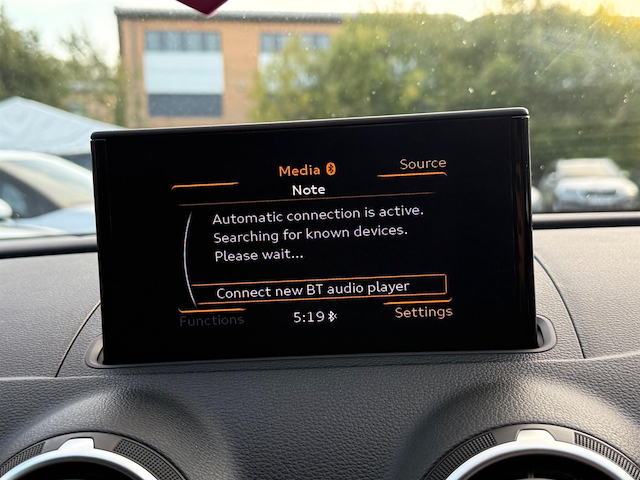 Media
Source
Note
Automatic connection is active.
Searching for known devices.
Please wait...
Connect new BT audio player
Functions
5:19
Settings